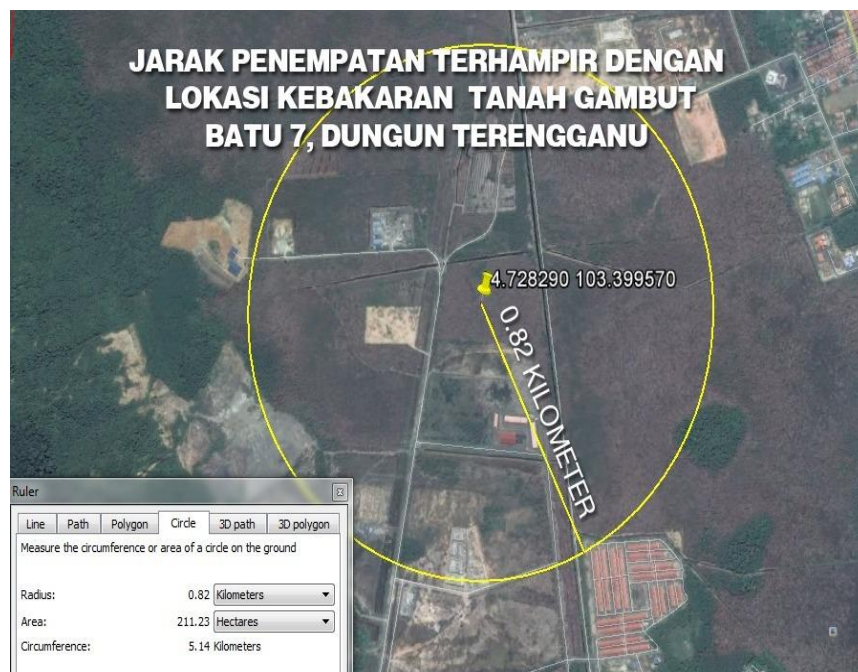 JARAK PENEMPATAN TERHAMPIR DENGAN
LOKASI KEBAKARAN TANAH GAMBUT
BATU 7, DUNGUN TERENGGANU
4.728290 103.399570
0.82 KILOMETER
Ruler
Line Path Polygon Circle 3D path 3D polygon
Measure the circumference or area of a circle on the ground
Radius: 0.82 Kilometers
Area: 211.23 Hectares
Circumference: 5.14 Kilometers